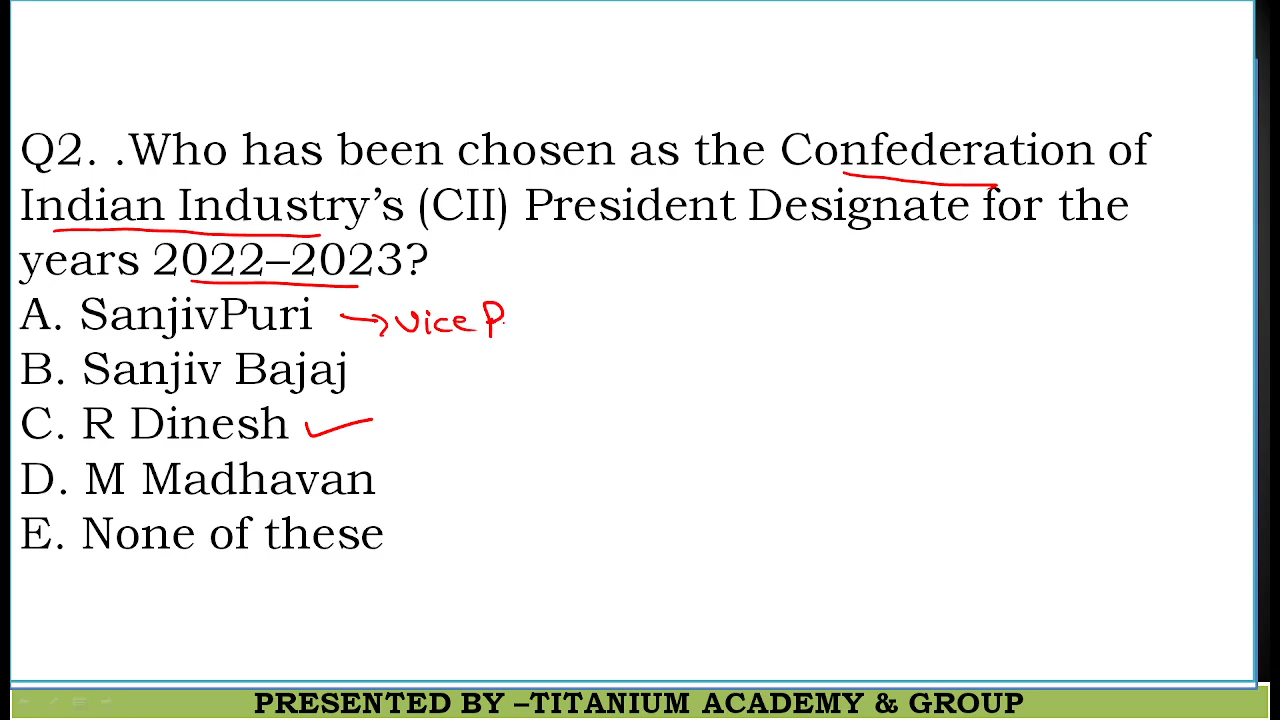 Q2. .Who has been chosen as the Confederation of
Indian Industry’s (CII) President Designate for the
years 2022–2023?
A. SanjivPuri →vice P.
B. Sanjiv Bajaj
C. R Dinesh ✓
D. M Madhavan
E. None of these
PRESENTED BY –TITANIUM ACADEMY & GROUP